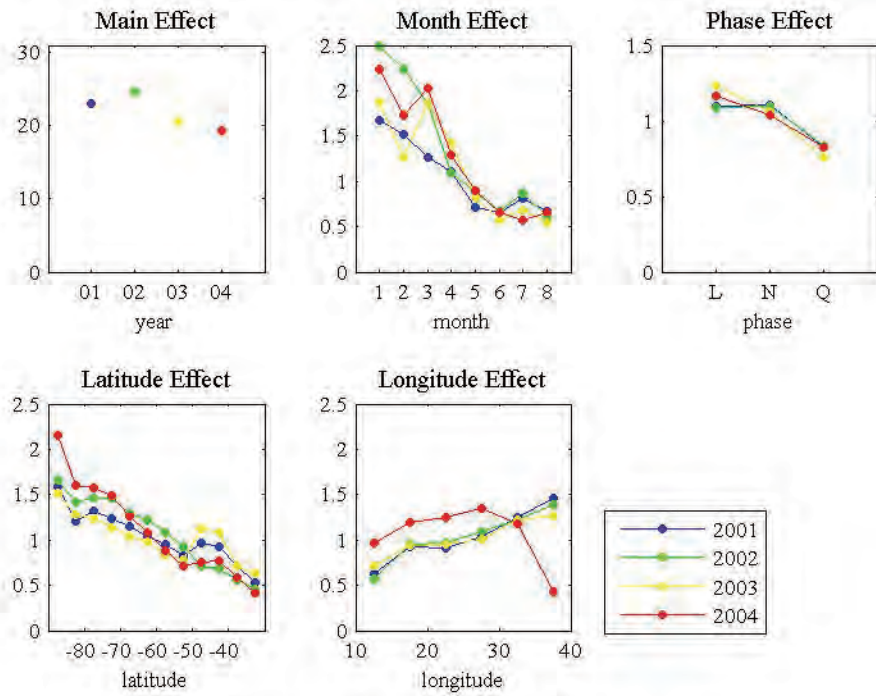 Main Effect
30
20
10
0
01 02 03 04
year
Month Effect
2.5
2
1.5
1
0.5
0
1 2 3 4 5 6 7 8
month
Phase Effect
1.5
1
0.5
0
L N Q
phase
Latitude Effect
2.5
2
1.5
1
0.5
0
-80 -70 -60 -50 -40
latitude
Longitude Effect
2.5
2
1.5
1
0.5
0
10 20 30 40
longitude
2001
2002
2003
2004